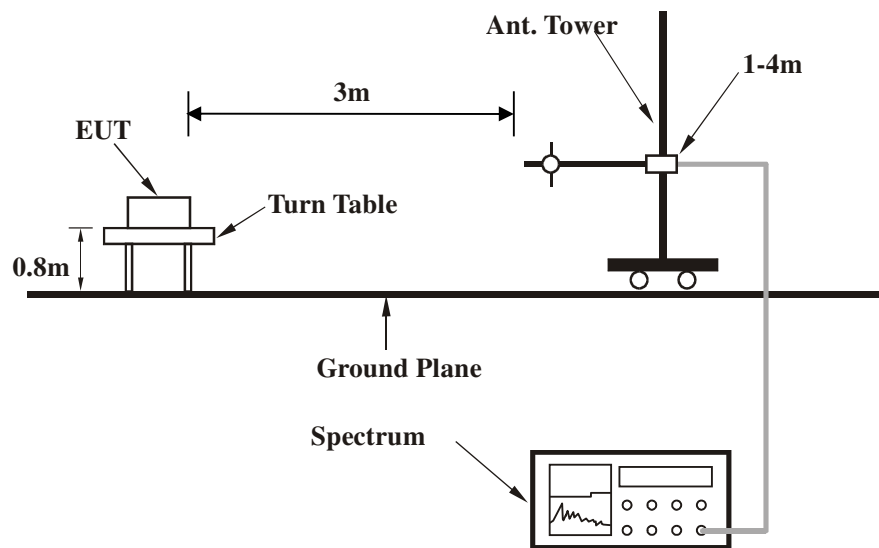 Ant. Tower
1-4m
3m
EUT
Turn Table
0.8m
Ground Plane
Spectrum